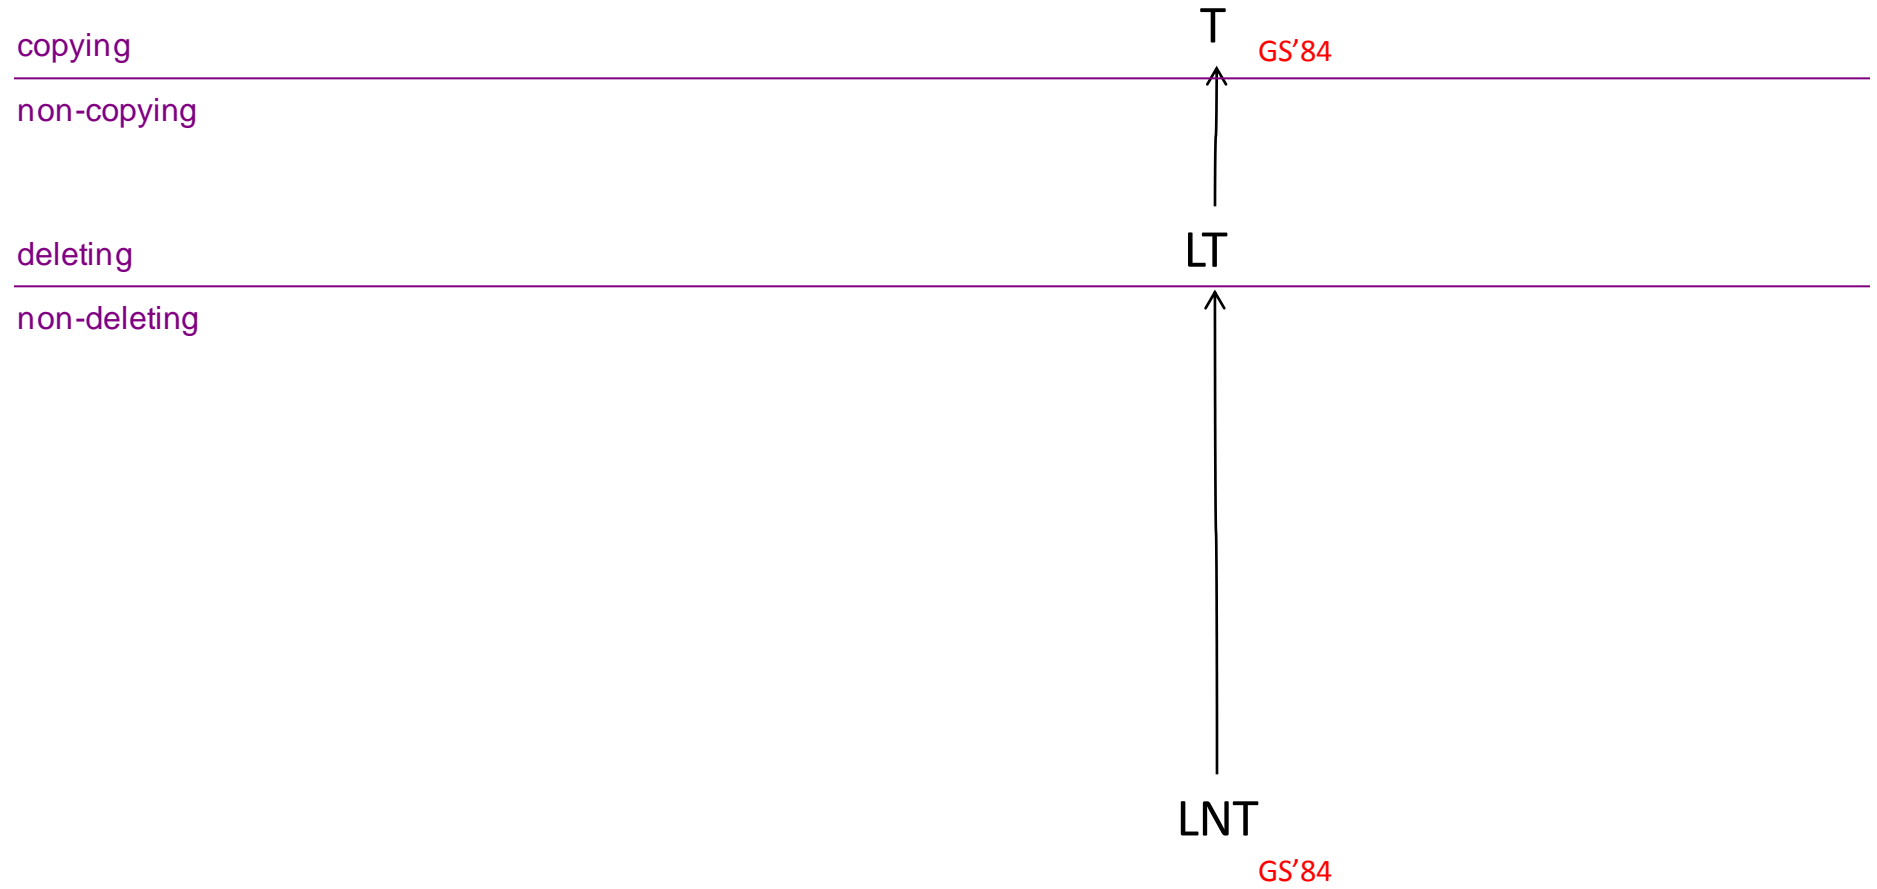 T
copying
GS’84
non-copying
LT
deleting
non-deleting
LNT
GS’84